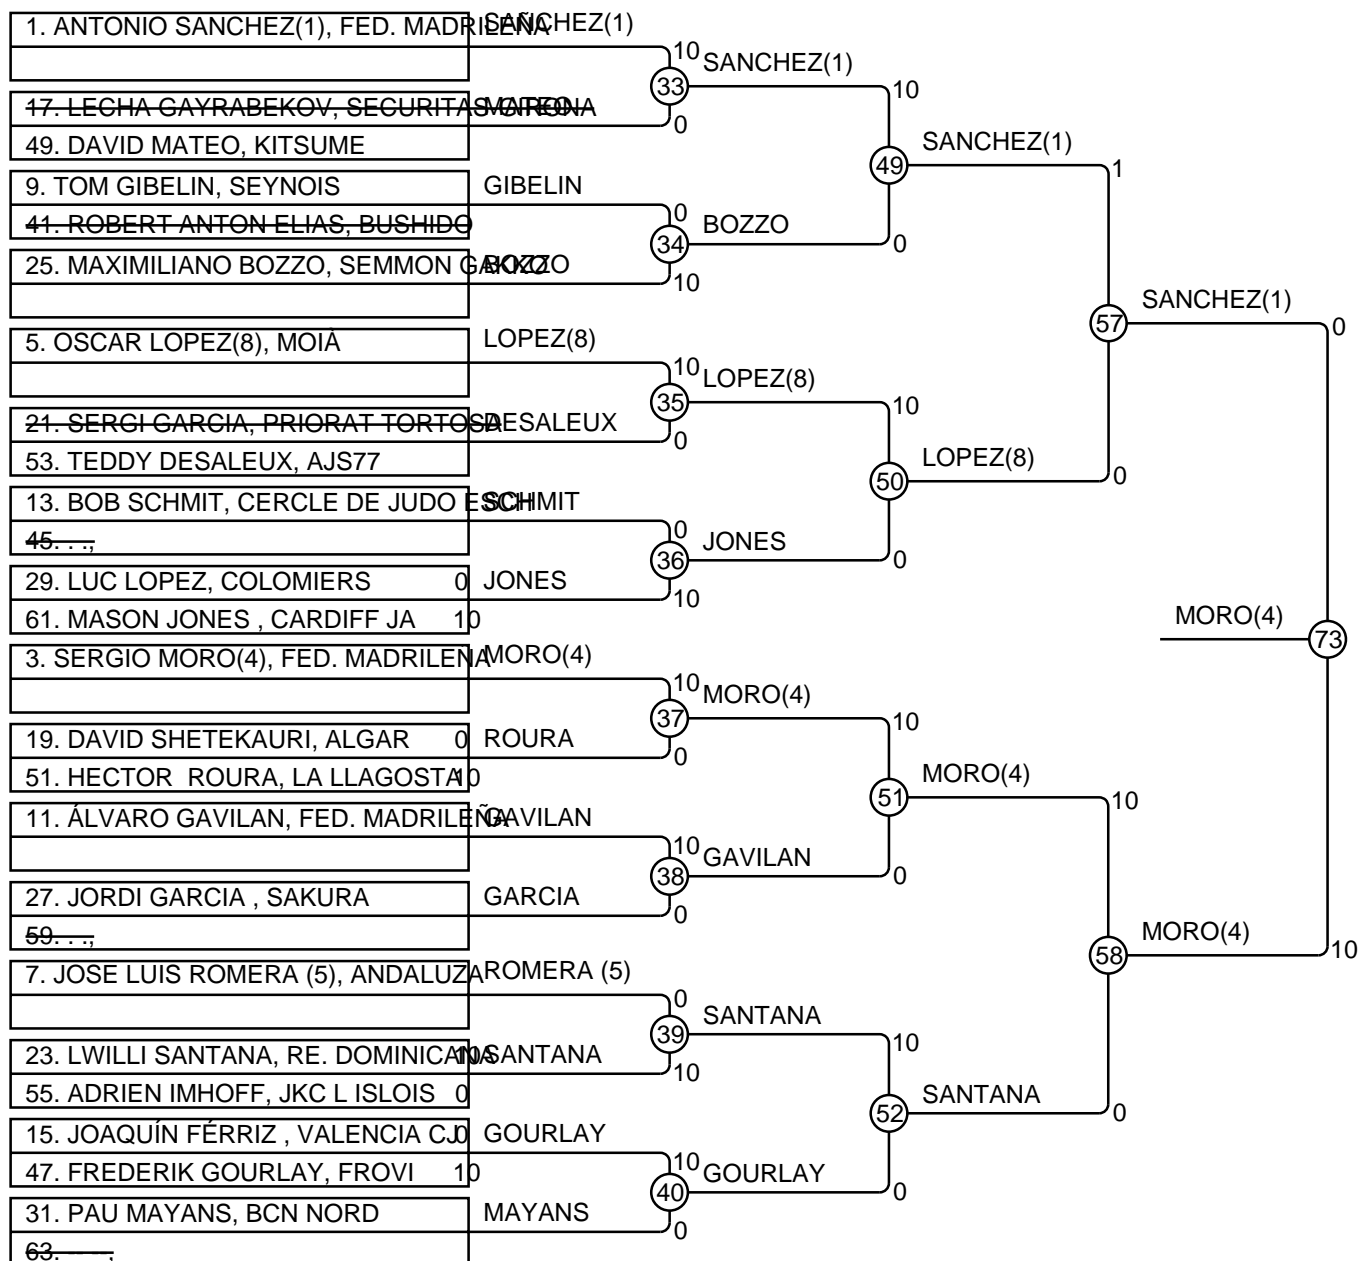 1. ANTONIO SANCHEZ(1), FED. MADRILEÑA SANCHEZ(1)
10 SANCHEZ(1)
33
10
17. LECHA GAYRABEKOV, SECURITAS GIRONA MATEO
0
49. DAVID MATEO, KITSUME
SANCHEZ(1)
49
1
9. TOM GIBELIN, SEYNOIS GIBELIN
0 BOZZO
41. ROBERT ANTON ELIAS, BUSHIDO
34
0
25. MAXIMILIANO BOZZO, SEMMON GAKKO BOZZO
10
SANCHEZ(1)
57
0
5. OSCAR LOPEZ(8), MOIÀ LOPEZ(8)
10 LOPEZ(8)
35
10
21. SERGI GARCIA, PRIORAT TORTOSA DESALEUX
0
53. TEDDY DESALEUX, AJS77
LOPEZ(8)
50
0
13. BOB SCHMIT, CERCLE DE JUDO ESCH SCHMIT
0 JONES
45. . .,
36
0
29. LUC LOPEZ, COLOMIERS 0 JONES
10
61. MASON JONES , CARDIFF JA 10
MORO(4)
73
3. SERGIO MORO(4), FED. MADRILEÑA MORO(4)
10 MORO(4)
37
10
19. DAVID SHETEKAURI, ALGAR 0 ROURA
0
51. HECTOR  ROURA, LA LLAGOSTA 10
MORO(4)
51
10
11. ÁLVARO GAVILAN, FED. MADRILEÑA GAVILAN
10 GAVILAN
38
0
27. JORDI GARCIA , SAKURA GARCIA
0
59. . .,
MORO(4)
58
10
7. JOSE LUIS ROMERA (5), ANDALUZA ROMERA (5)
0 SANTANA
39
10
23. LWILLI SANTANA, RE. DOMINICANA 10 SANTANA
10
55. ADRIEN IMHOFF, JKC L ISLOIS 0
SANTANA
52
0
15. JOAQUÍN FÉRRIZ , VALENCIA CJ 0 GOURLAY
10 GOURLAY
47. FREDERIK GOURLAY, FROVI 10
40
0
31. PAU MAYANS, BCN NORD MAYANS
0
63. -- --,